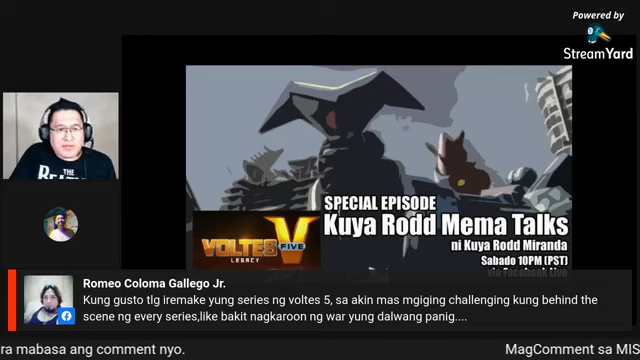 Powered by
StreamYard
THE
SPECIAL EPISODE
Kuya Rodd Mema Talks
ni Kuya Rodd Miranda
Sabado 10PM (PST)
via Facebook Live
VOLTES V
FIVE
LEGACY
Romeo Coloma Gallego Jr.
Kung gusto tlg iremake yung series ng voltes 5, sa akin mas mgiging challenging kung behind the
scene ng every series,like bakit nagkaroon ng war yung dalwang panig....
ra mabasa ang comment nyo.
MagComment sa MIS